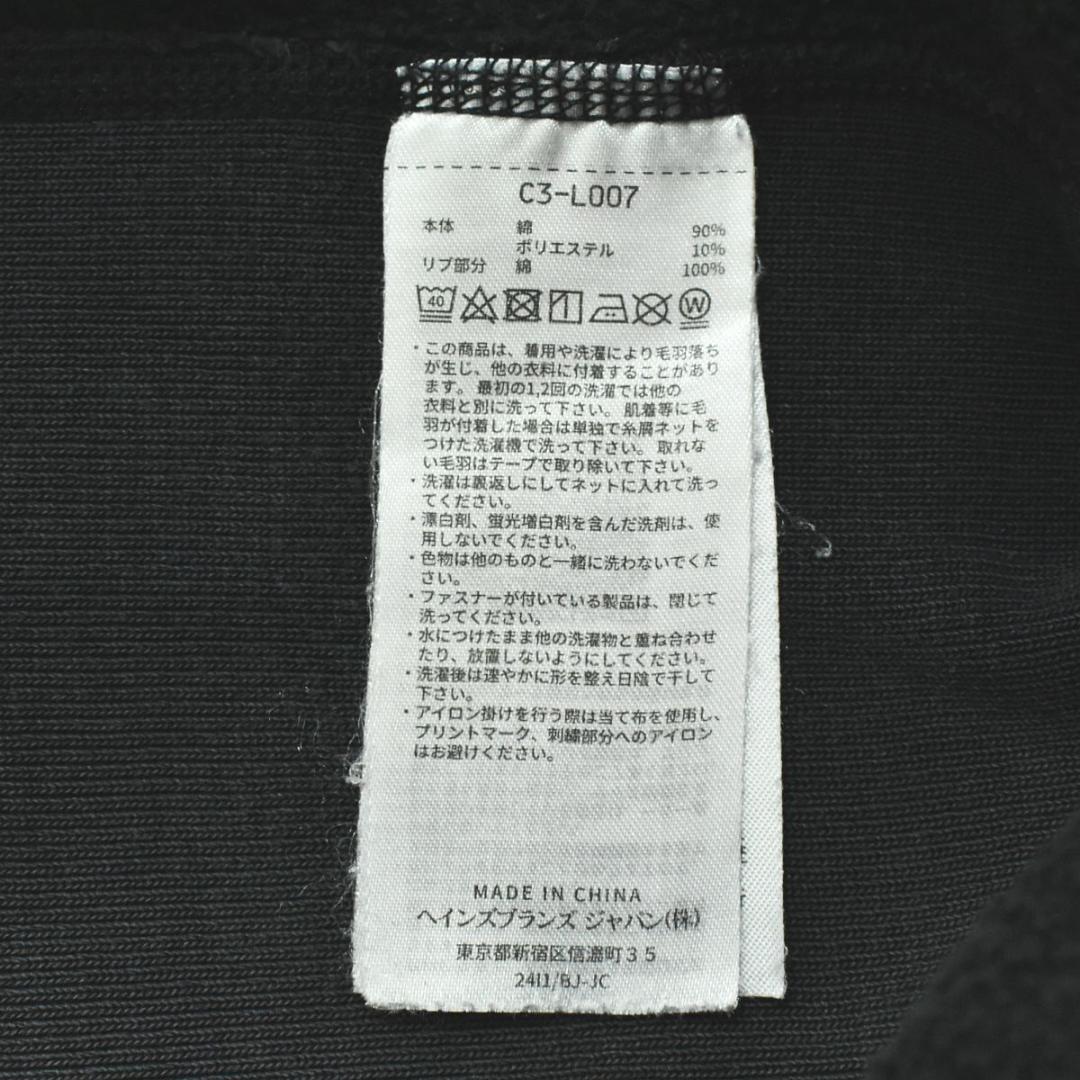 C3-L007
本体 綿 90%
ポリエステル 10%
リブ部分 綿 100%
40 W
・この商品は、着用や洗濯により毛羽落ち
が生じ、他の衣料に付着することがあり
ます。最初の1,2回の洗濯では他の
衣料と別に洗って下さい。肌着等に毛
羽が付着した場合は単独で糸屑ネットを
つけた洗濯機で洗って下さい。取れな
い毛羽はテープで取り除いて下さい。
・洗濯は裏返しにしてネットに入れて洗っ
てください。
・漂白剤、蛍光増白剤を含んだ洗剤は、使
用しないでください。
・色物は他のものと一緒に洗わないでくだ
さい。
・ファスナーが付いている製品は、閉じて
洗ってください。
・水につけたまま他の洗濯物と重ね合わせ
たり、放置しないようにしてください。
・洗濯後は速やかに形を整え日陰で干して
下さい。
・アイロン掛けを行う際は当て布を使用し、
プリントマーク、刺繍部分へのアイロン
はお避けください。
MADE IN CHINA
ヘインズブランズ ジャパン(株)
東京都新宿区信濃町35
2411/BJ-JC